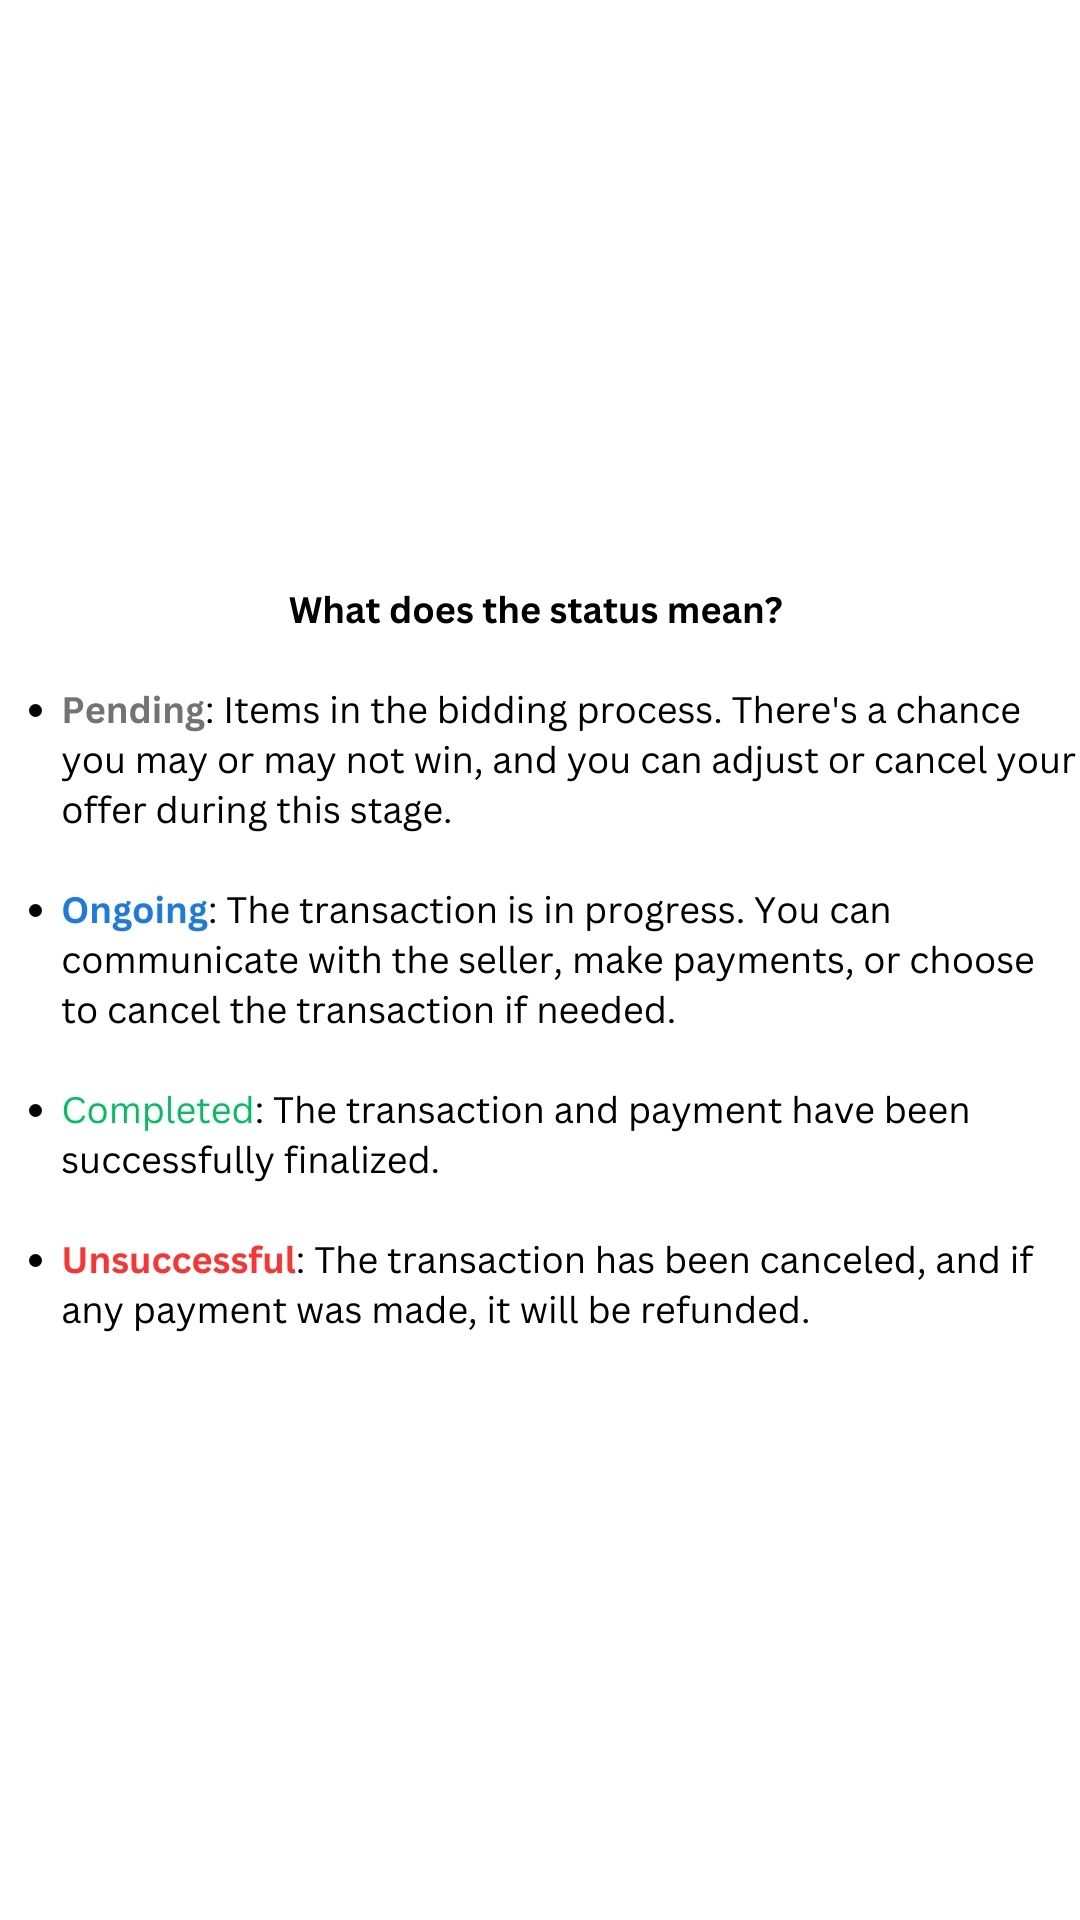 What does the status mean?
• Pending: Items in the bidding process. There's a chance
you may or may not win, and you can adjust or cancel your
offer during this stage.
• Ongoing: The transaction is in progress. You can
communicate with the seller, make payments, or choose
to cancel the transaction if needed.
• Completed: The transaction and payment have been
successfully finalized.
• Unsuccessful: The transaction has been canceled, and if
any payment was made, it will be refunded.